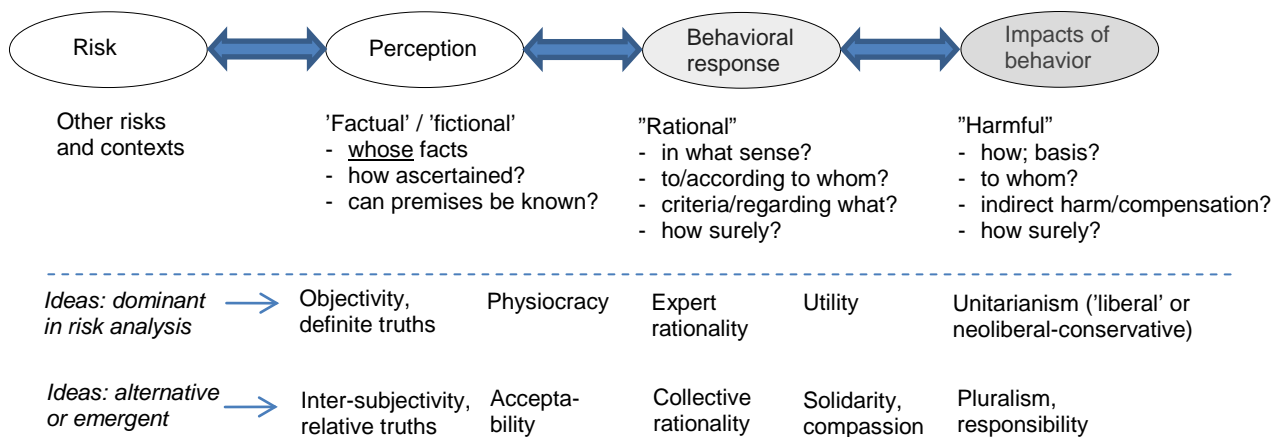 Risk
Perception
Behavioral
response
Impacts of
behavior
Other risks
and contexts
'Factual' / 'fictional'
- whose facts
- how ascertained?
- can premises be known?
”Rational”
- in what sense?
- to/according to whom?
- criteria/regarding what?
- how surely?
”Harmful”
- how; basis?
- to whom?
- indirect harm/compensation?
- how surely?
Ideas: dominant
in risk analysis
Objectivity,
definite truths
Physiocracy
Expert
rationality
Utility
Unitarianism ('liberal' or
neoliberal-conservative)
Ideas: alternative
or emergent
Inter-subjectivity,
relative truths
Accepta-
bility
Collective
rationality
Solidarity,
compassion
Pluralism,
responsibility